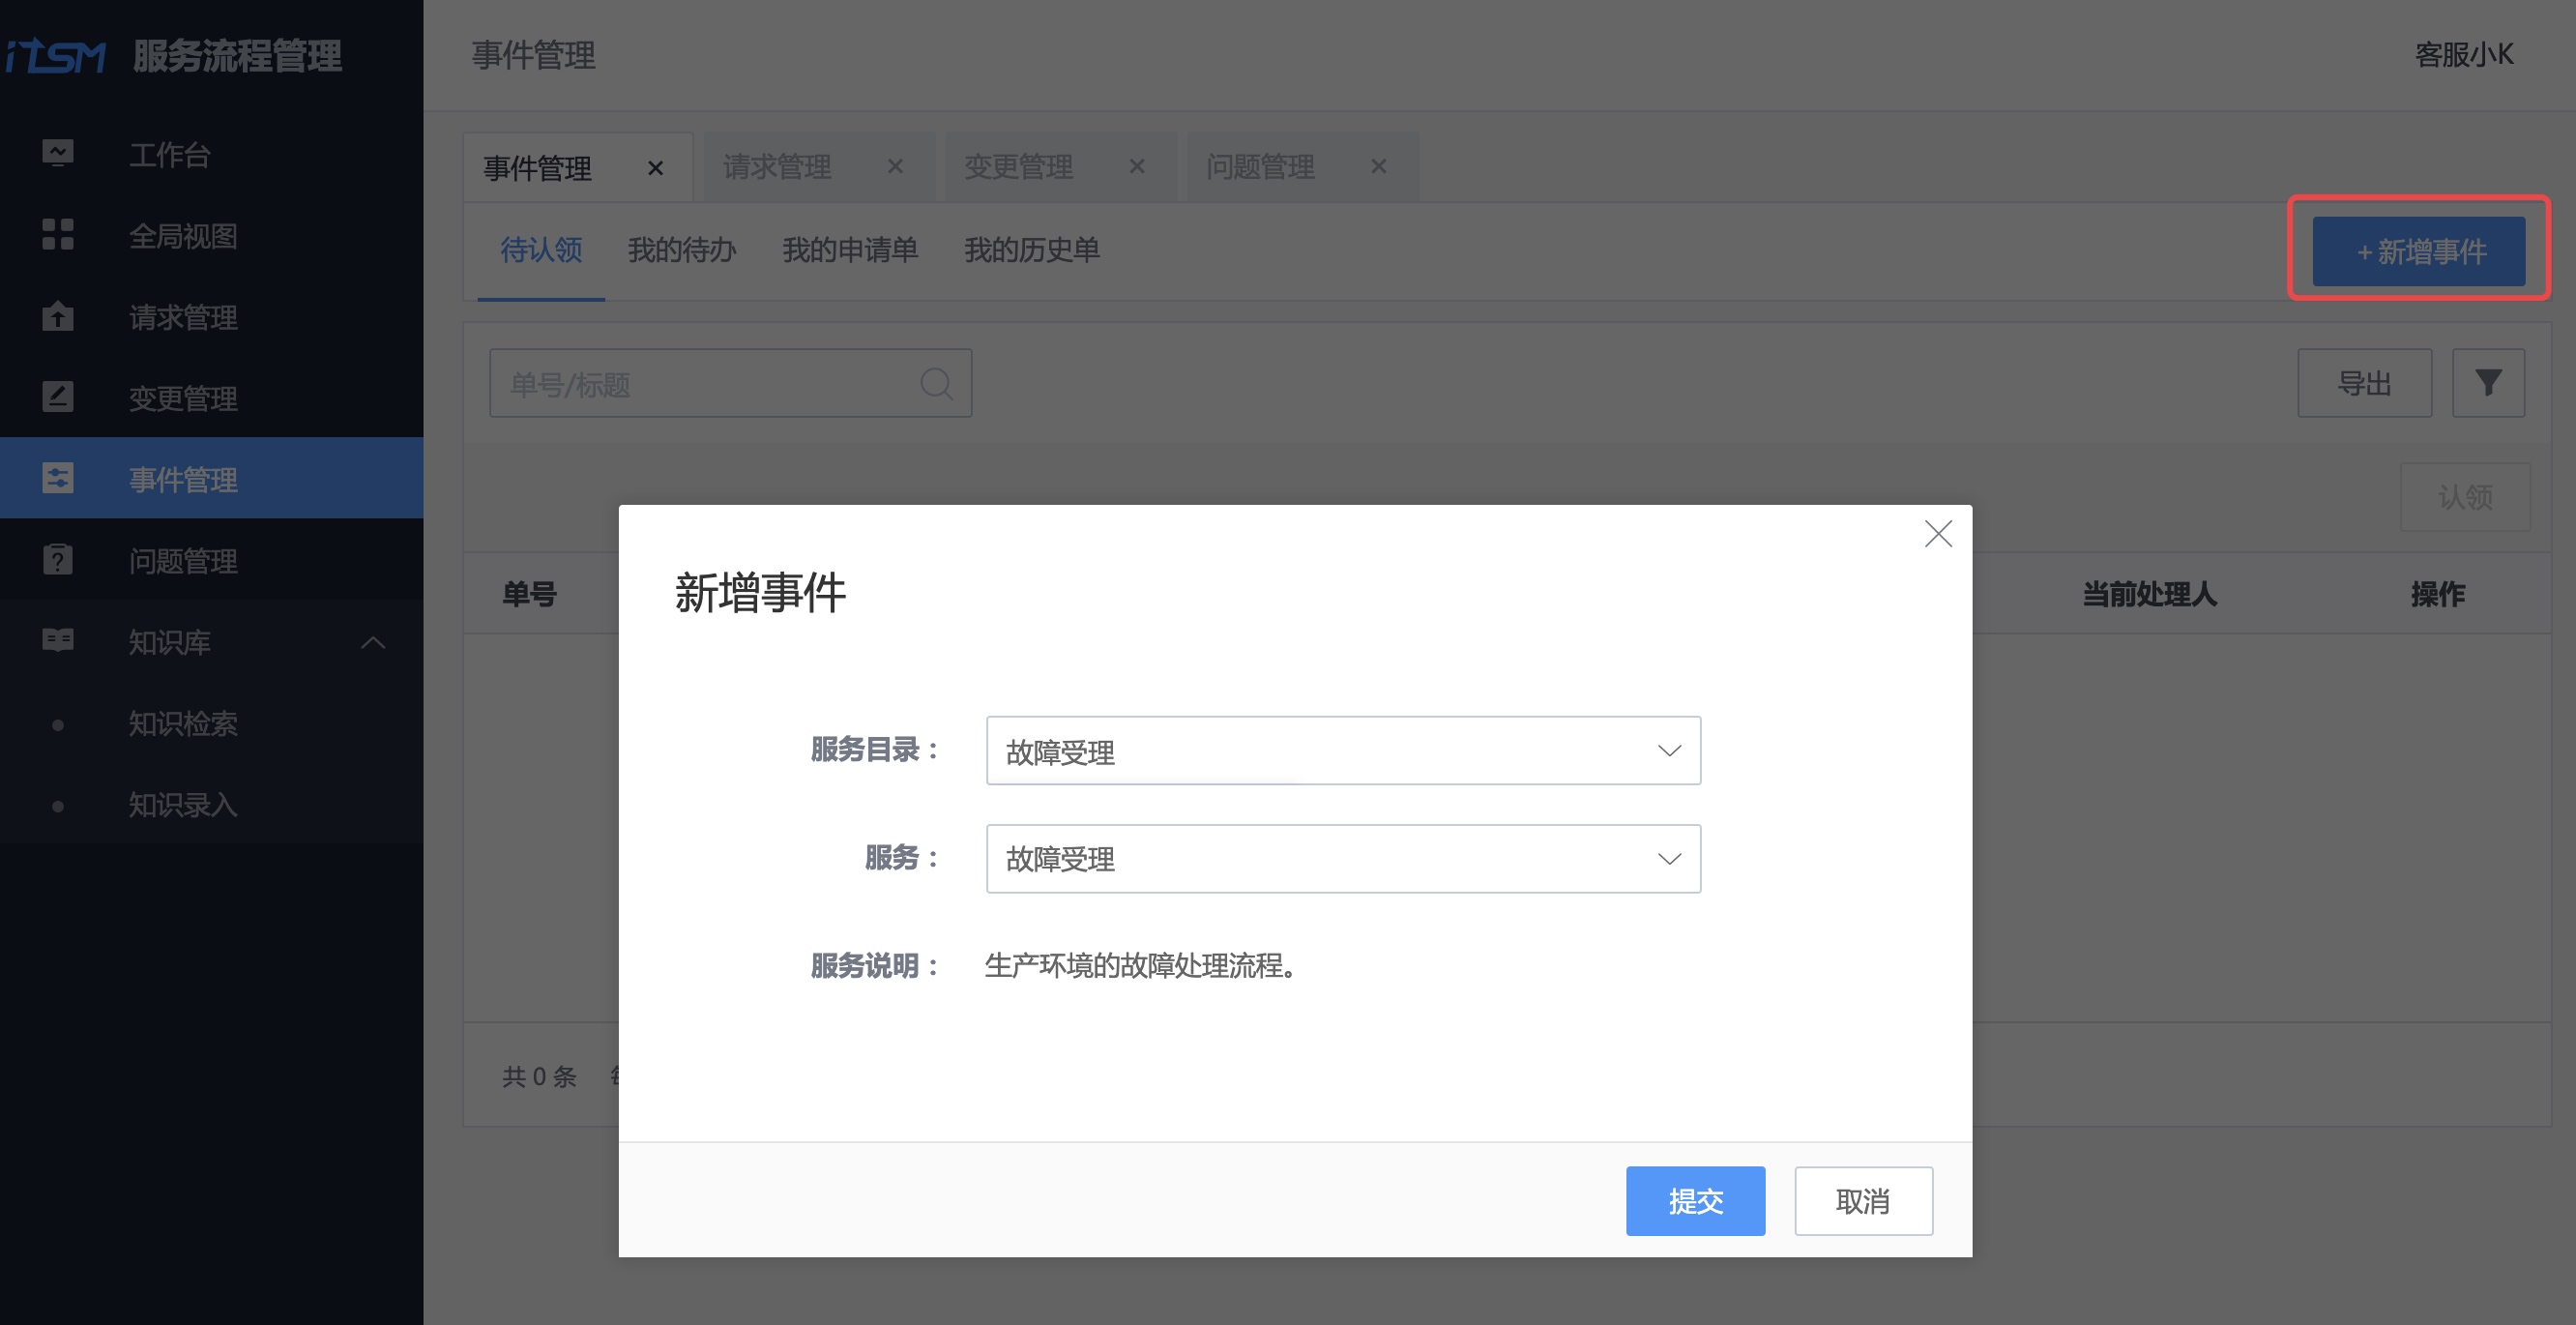 iTSM 服务流程管理
工作台
全局视图
请求管理
变更管理
事件管理
问题管理
知识库
知识检索
知识录入
事件管理
客服小K
事件管理 请求管理 变更管理 问题管理
待认领 我的待办 我的申请单 我的历史单
+ 新增事件
单号/标题
导出
认领
单号 当前处理人 操作
共 0 条
新增事件
服务目录： 故障受理
服务： 故障受理
服务说明： 生产环境的故障处理流程。
提交 取消